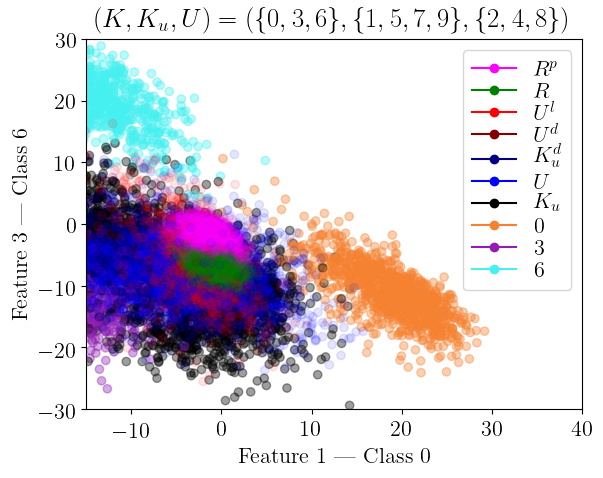 (K, K_u, U) = ({0, 3, 6}, {1, 5, 7, 9}, {2, 4, 8})
30
20
10
0
−10
−20
−30
Feature 3 — Class 6
R^p
R
U^l
U^d
K_u^d
U
K_u
0
3
6
−10 0 10 20 30 40
Feature 1 — Class 0